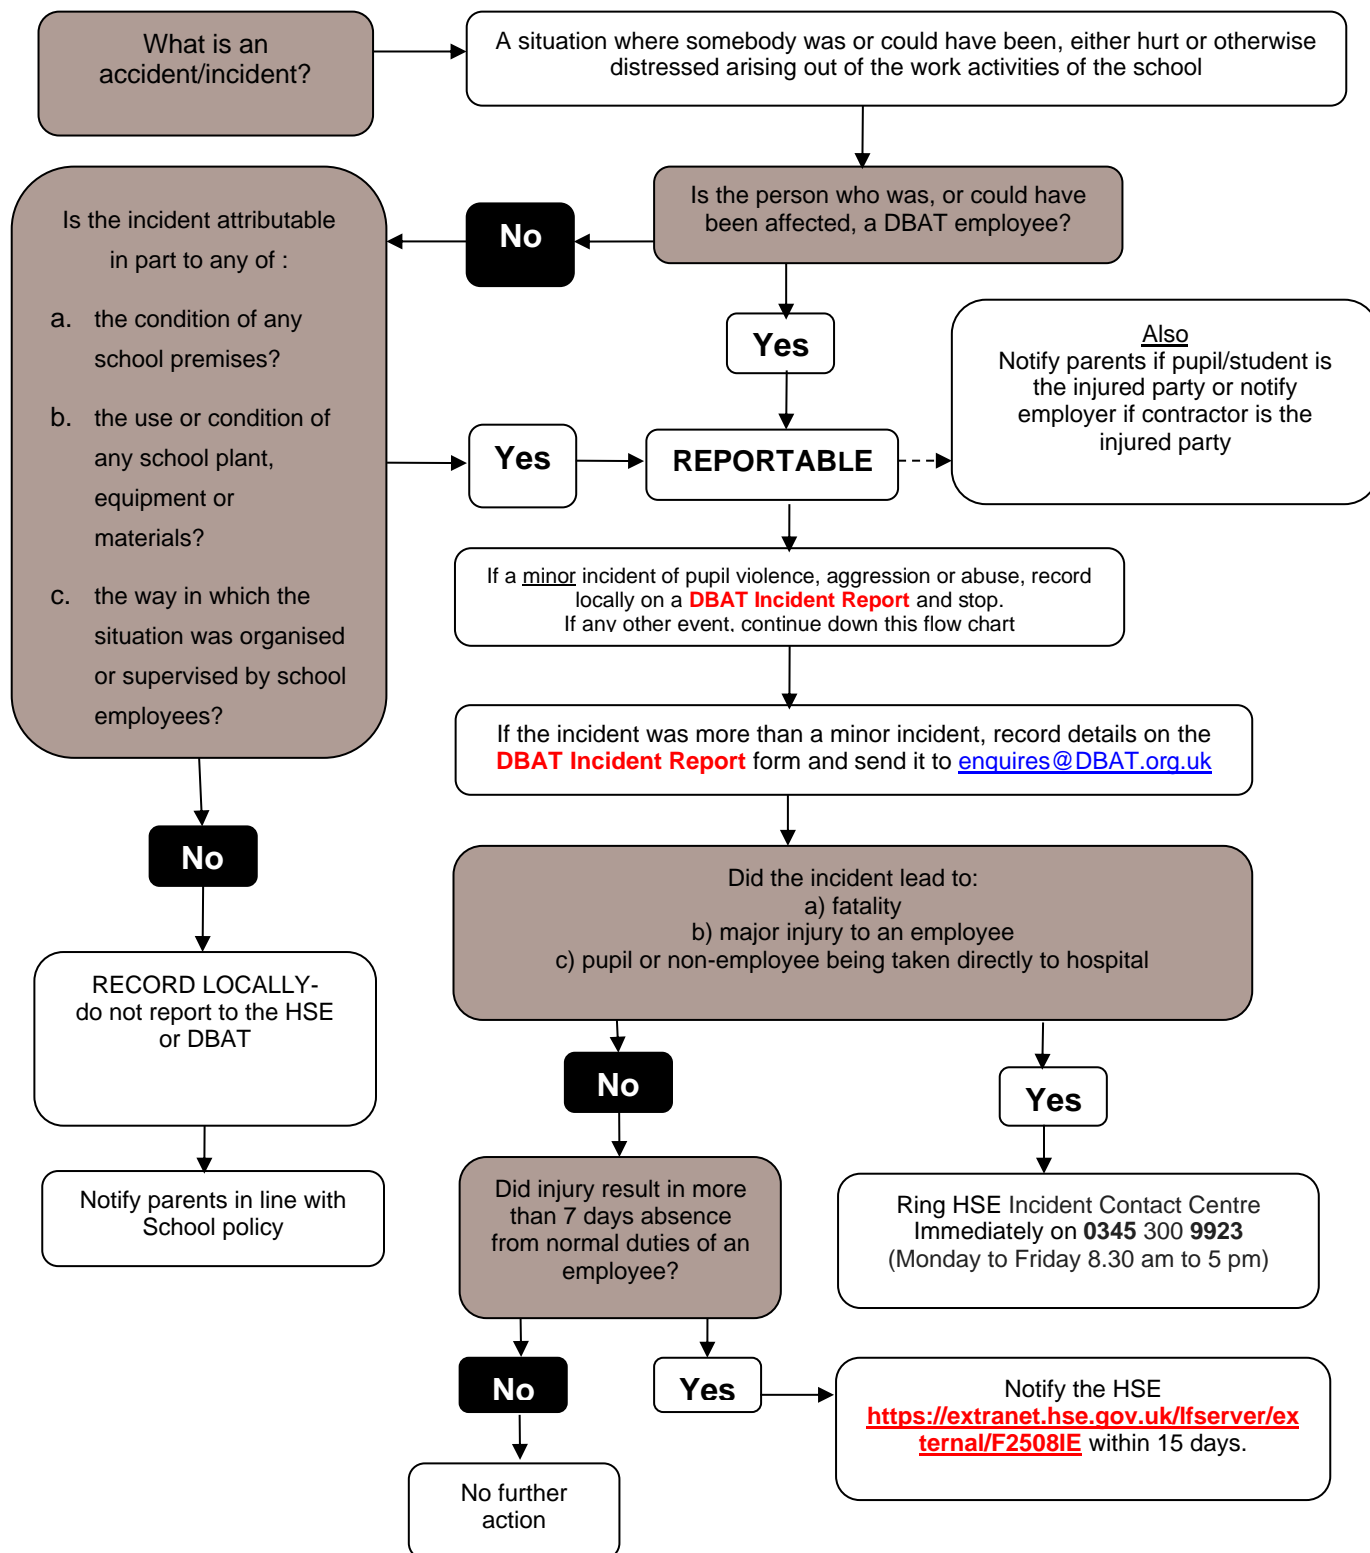 What is an
accident/incident?
A situation where somebody was or could have been, either hurt or otherwise
distressed arising out of the work activities of the school
Is the person who was, or could have
been affected, a DBAT employee?
No
Is the incident attributable
in part to any of :
a. the condition of any
school premises?
b. the use or condition of
any school plant,
equipment or
materials?
c. the way in which the
situation was organised
or supervised by school
employees?
Yes
Also
Notify parents if pupil/student is
the injured party or notify
employer if contractor is the
injured party
Yes
REPORTABLE
If a minor incident of pupil violence, aggression or abuse, record
locally on a DBAT Incident Report and stop.
If any other event, continue down this flow chart
If the incident was more than a minor incident, record details on the
DBAT Incident Report form and send it to enquires@DBAT.org.uk
No
RECORD LOCALLY-
do not report to the HSE
or DBAT
Notify parents in line with
School policy
Did the incident lead to:
a) fatality
b) major injury to an employee
c) pupil or non-employee being taken directly to hospital
No
Yes
Did injury result in more
than 7 days absence
from normal duties of an
employee?
Ring HSE Incident Contact Centre
Immediately on 0345 300 9923
(Monday to Friday 8.30 am to 5 pm)
No
Yes
Notify the HSE
https://extranet.hse.gov.uk/lfserver/ex
ternal/F2508IE within 15 days.
No further
action